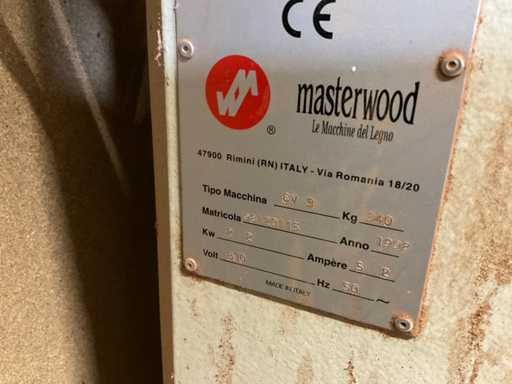 CE
masterwood
Le Macchine del Legno
®
47900 Rimini (RN) ITALY - Via Romania 18/20
Tipo Macchina Kg
Matricola Anno
Kw Ampère
Volt Hz ~
MADE IN ITALY